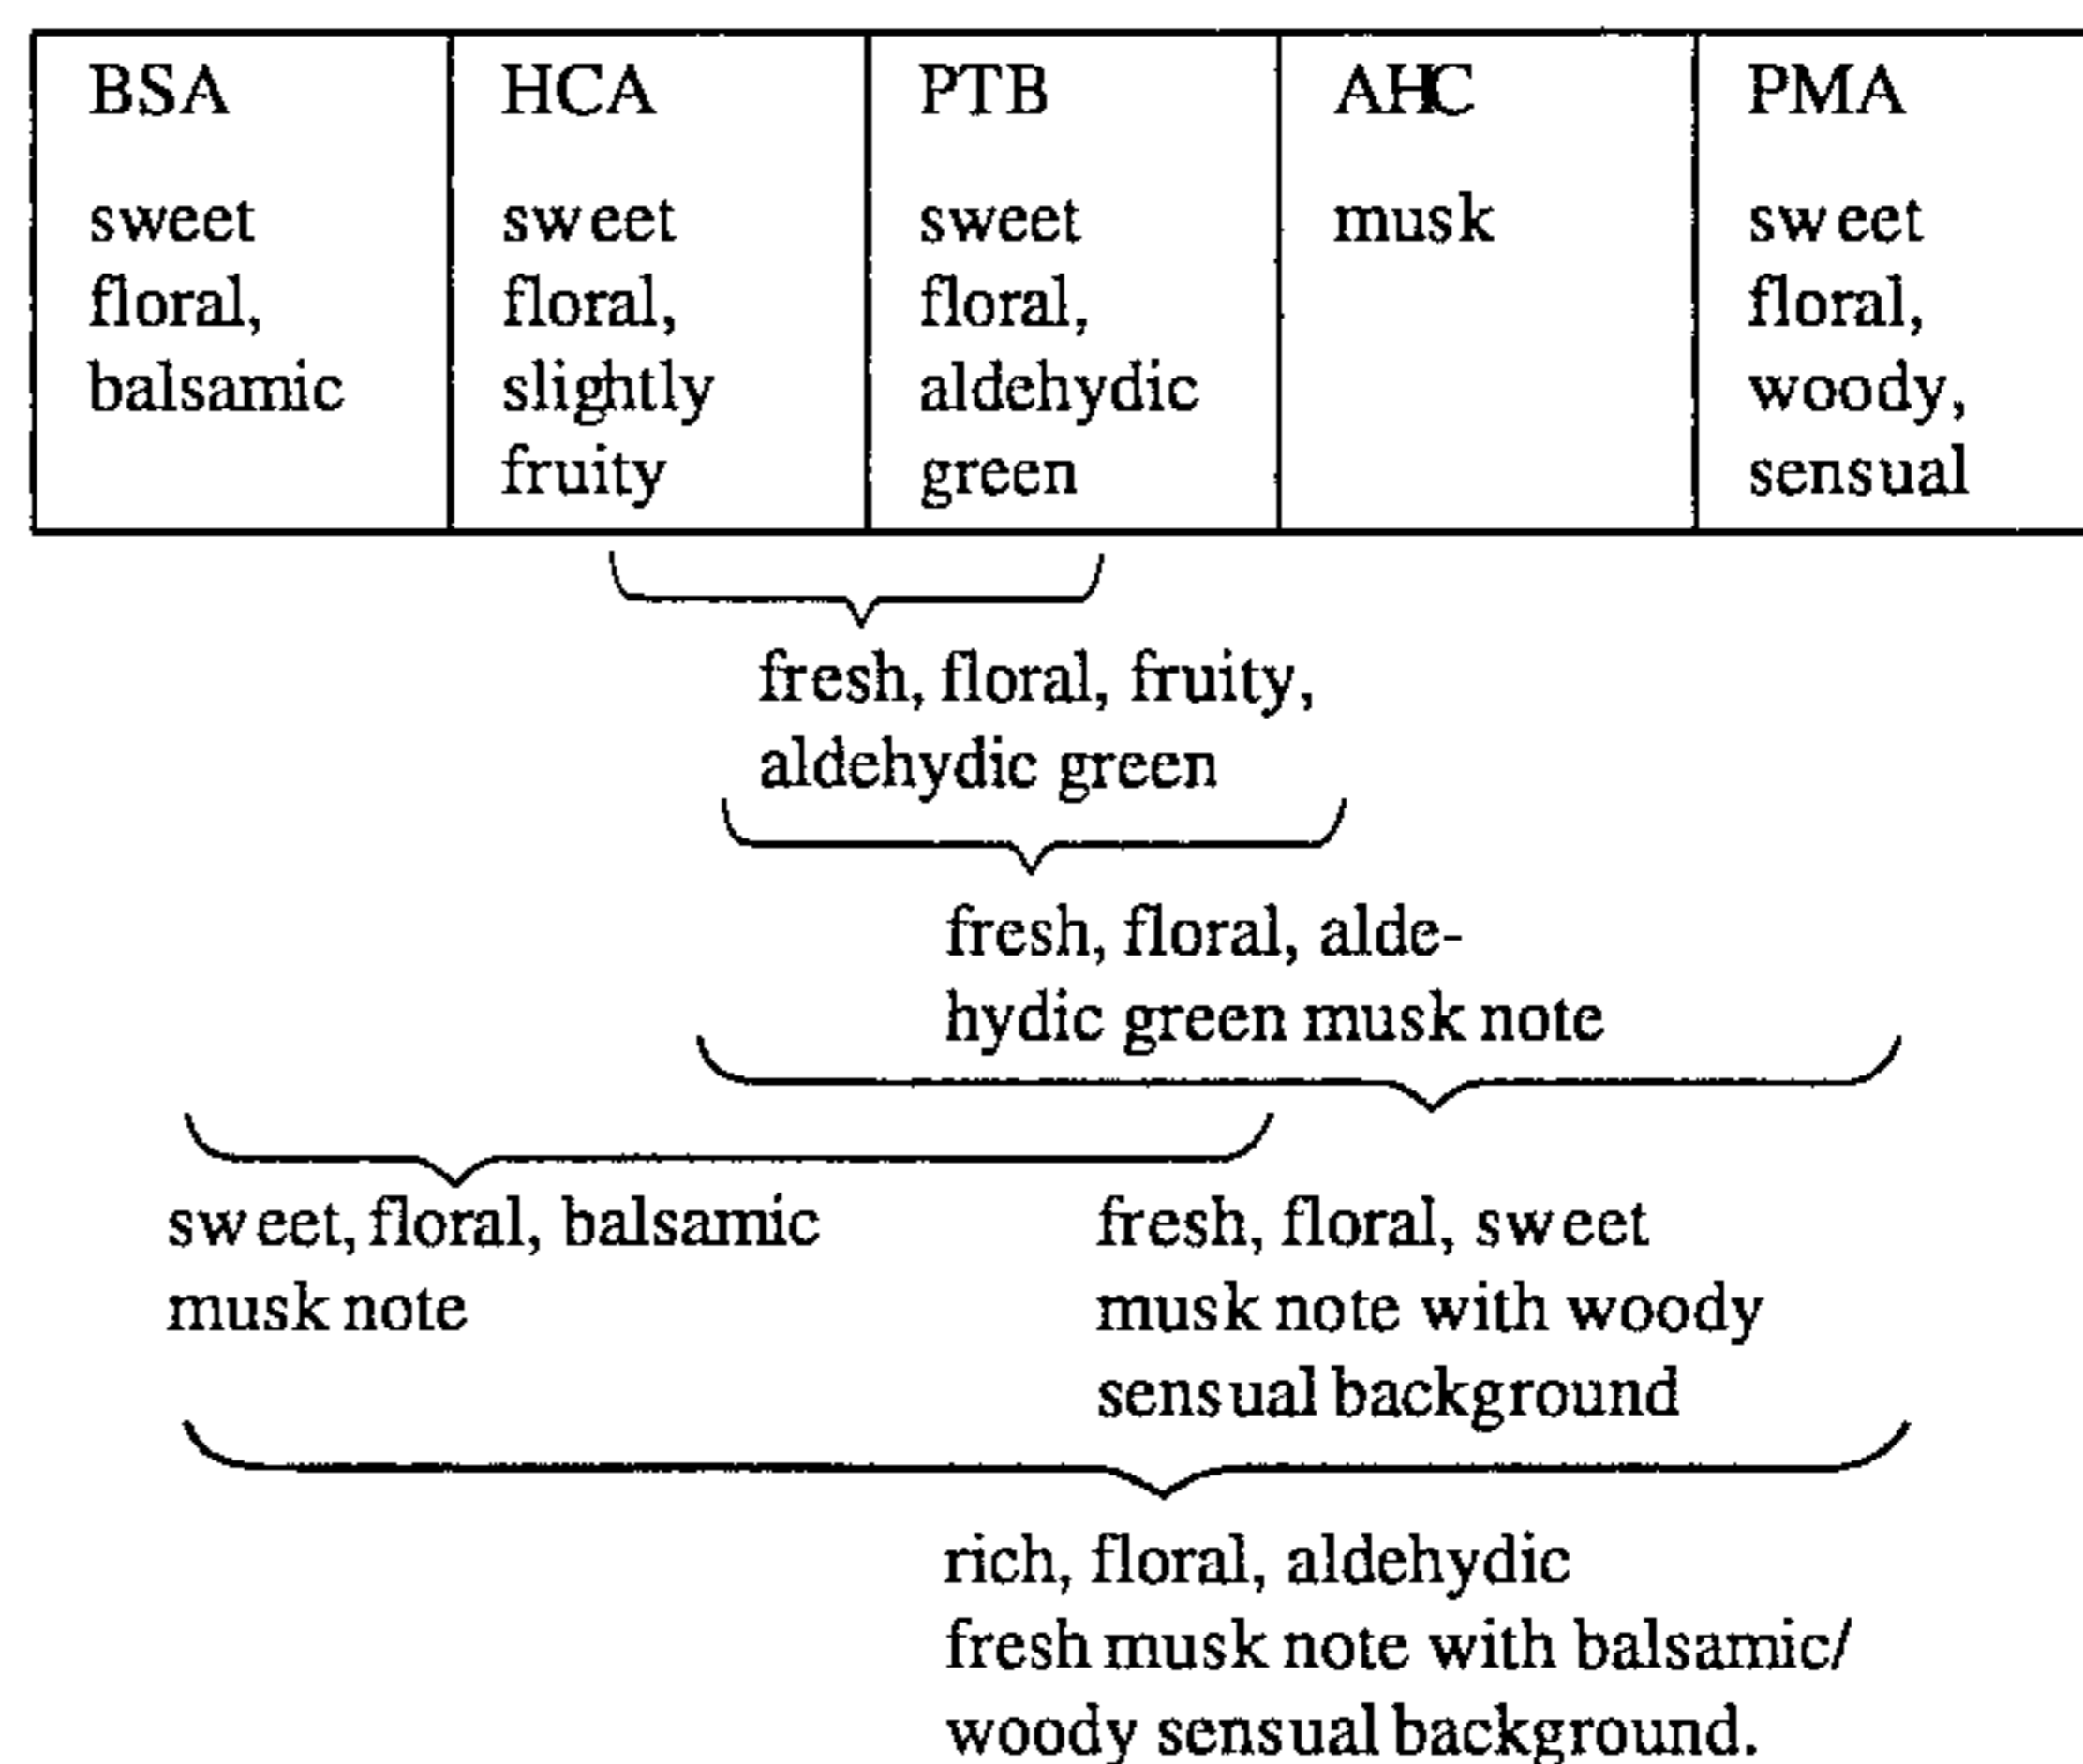 BSA HCA PTB AHC PMA
sweet sweet sweet musk sweet
floral, floral, floral, floral,
balsamic slightly aldehydic woody,
fruity green sensual
fresh, floral, fruity,
aldehydic green
fresh, floral, alde-
hydic green musk note
sweet, floral, balsamic fresh, floral, sweet
musk note musk note with woody
sensual background
rich, floral, aldehydic
fresh musk note with balsamic/
woody sensual background.